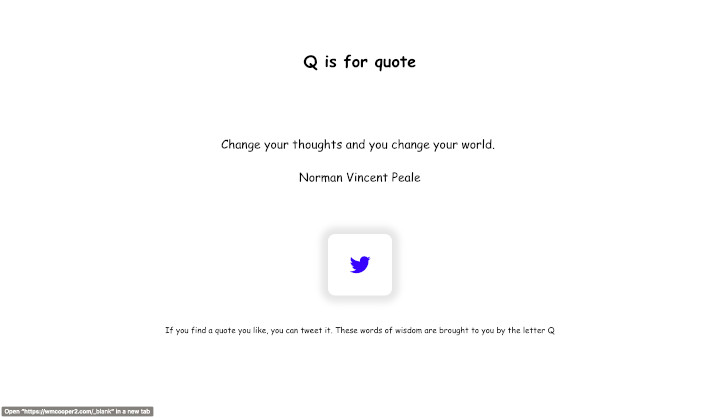 Q is for quote
Change your thoughts and you change your world.
Norman Vincent Peale
If you find a quote you like, you can tweet it. These words of wisdom are brought to you by the letter Q
Open "https://wmcooper2.com/_blank" in a new tab